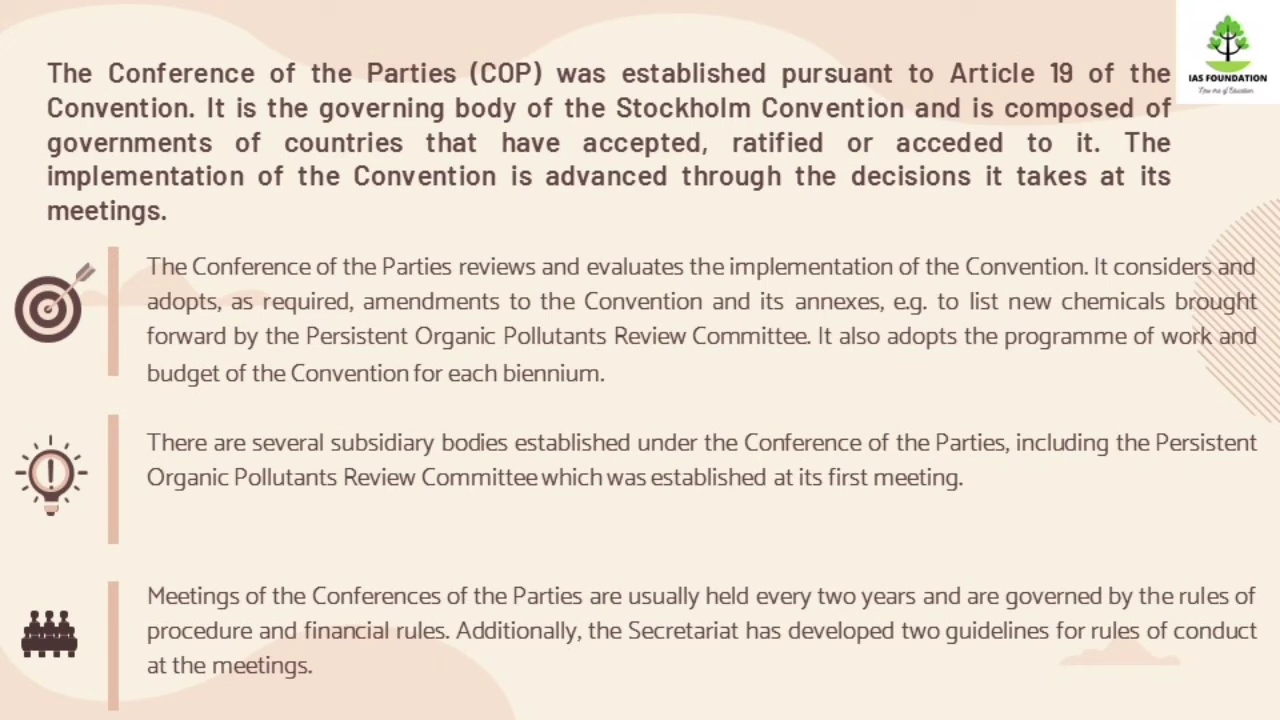 The Conference of the Parties (COP) was established pursuant to Article 19 of the
Convention. It is the governing body of the Stockholm Convention and is composed of
governments of countries that have accepted, ratified or acceded to it. The
implementation of the Convention is advanced through the decisions it takes at its
meetings.
IAS FOUNDATION
New Era of Education
The Conference of the Parties reviews and evaluates the implementation of the Convention. It considers and
adopts, as required, amendments to the Convention and its annexes, e.g. to list new chemicals brought
forward by the Persistent Organic Pollutants Review Committee. It also adopts the programme of work and
budget of the Convention for each biennium.
There are several subsidiary bodies established under the Conference of the Parties, including the Persistent
Organic Pollutants Review Committee which was established at its first meeting.
Meetings of the Conferences of the Parties are usually held every two years and are governed by the rules of
procedure and financial rules. Additionally, the Secretariat has developed two guidelines for rules of conduct
at the meetings.